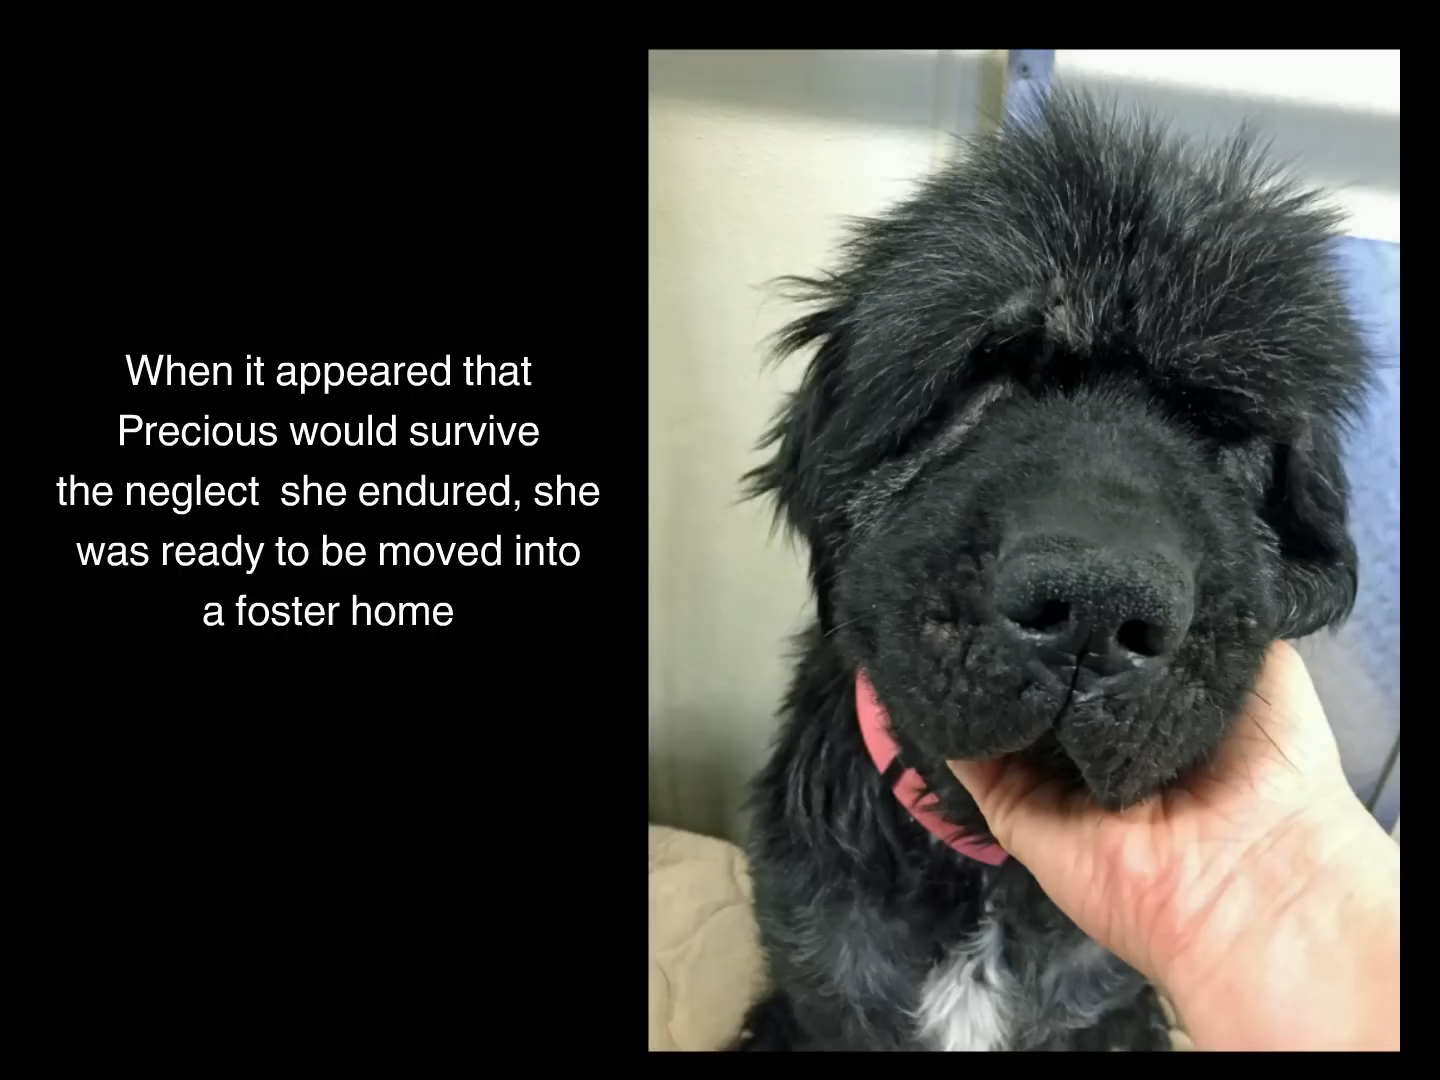 When it appeared that
Precious would survive
the neglect  she endured, she
was ready to be moved into
a foster home